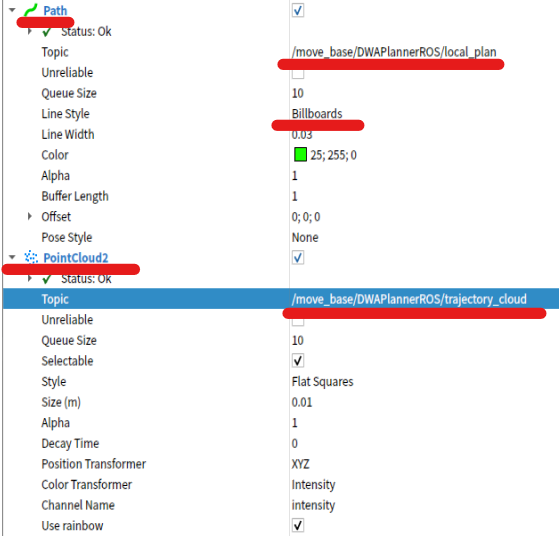 Path
Status: Ok
Topic /move_base/DWAPlannerROS/local_plan
Unreliable
Queue Size 10
Line Style Billboards
Line Width 0.03
Color 25; 255; 0
Alpha 1
Buffer Length 1
Offset 0; 0; 0
Pose Style None
PointCloud2
Status: Ok
Topic /move_base/DWAPlannerROS/trajectory_cloud
Unreliable
Queue Size 10
Selectable
Style Flat Squares
Size (m) 0.01
Alpha 1
Decay Time 0
Position Transformer XYZ
Color Transformer Intensity
Channel Name intensity
Use rainbow